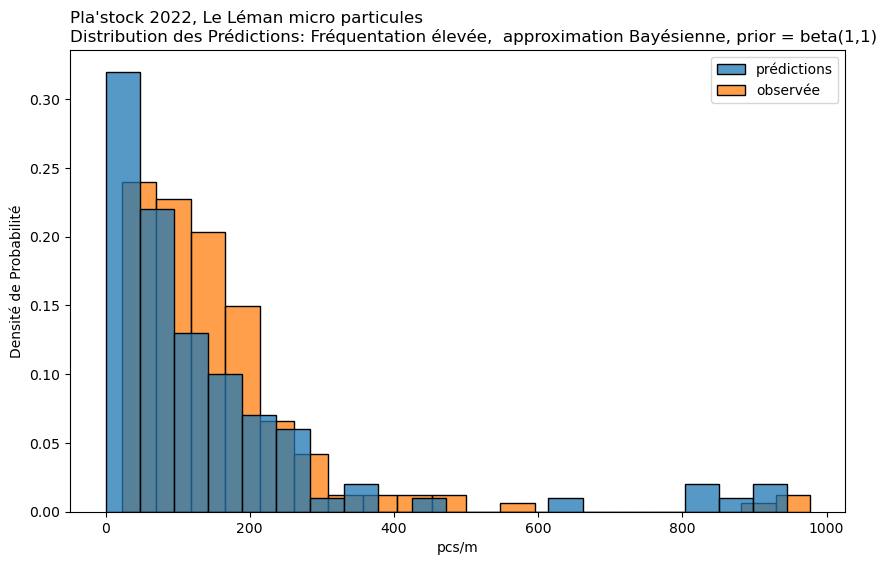 Pla'stock 2022, Le Léman micro particules
Distribution des Prédictions: Fréquentation élevée,  approximation Bayésienne, prior = beta(1,1)
prédictions
observée
Densité de Probabilité
0.30
0.25
0.20
0.15
0.10
0.05
0.00
0 200 400 600 800 1000
pcs/m